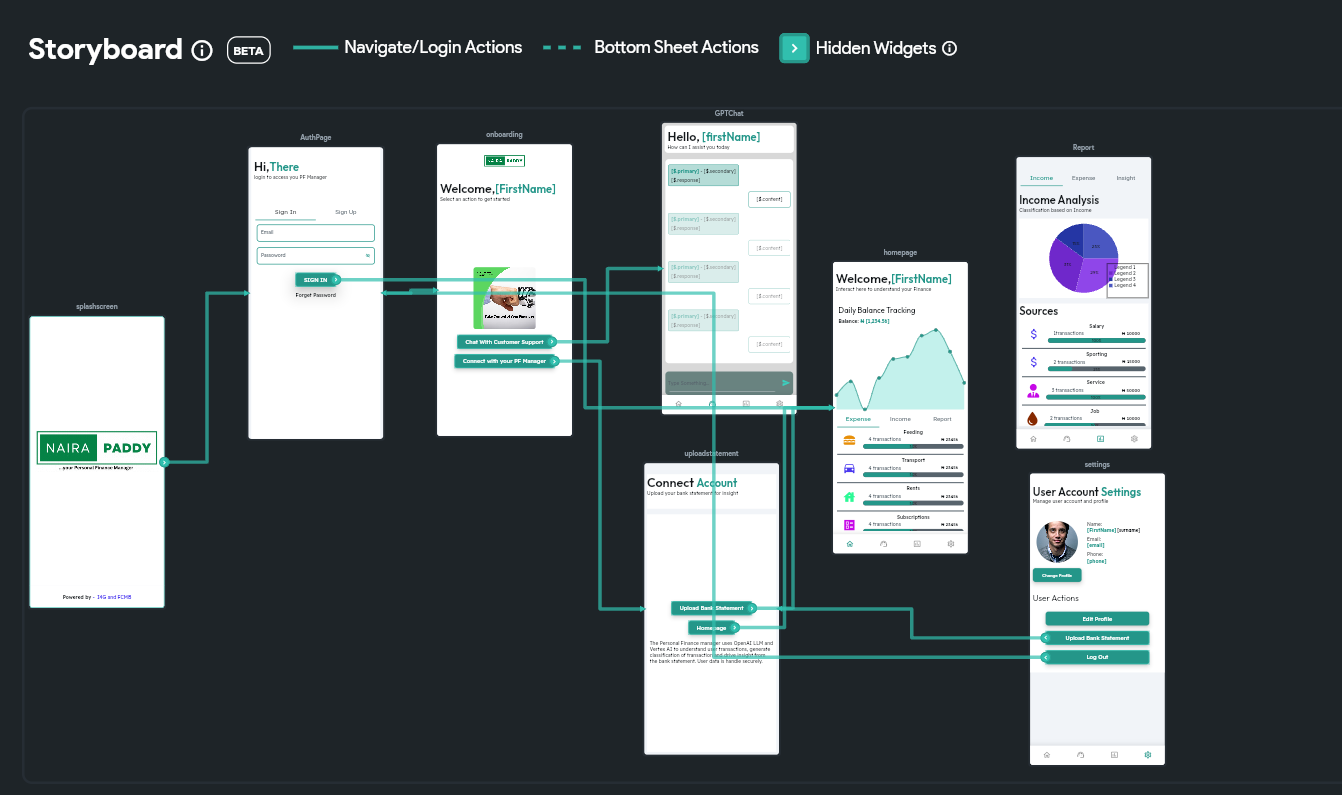 Storyboard
BETA
Navigate/Login Actions
Bottom Sheet Actions
Hidden Widgets
splashscreen
NAIRA PADDY
...your Personal Finance Manager
Powered by - I4G and FCMB
AuthPage
Hi,There
login to access you PF Manager
Sign In
Sign Up
Email
Password
SIGN IN
Forget Password
onboarding
NAIRA PADDY
Welcome,[FirstName]
Select an action to get started
Chat With Customer Support
Connect with your PF Manager
GPTChat
Hello, [firstName]
How can I assist you today
[$.primary] - [$.secondary]
[$.response]
[$.content]
[$.primary] - [$.secondary]
[$.response]
[$.content]
[$.primary] - [$.secondary]
[$.response]
[$.content]
[$.primary] - [$.secondary]
[$.response]
[$.content]
uploadstatement
Connect Account
Upload your bank statement for insight
Upload Bank Statement
Homepage
The Personal Finance manager uses OpenAI LLM and
Vertex AI to understand user transactions, generate
classification of transaction and drive insight from
the bank statement. User data is handle securely.
homepage
Welcome,[FirstName]
Interect here to understand your Finance
Daily Balance Tracking
Balance: ₦ [1,234.56]
Expense
Income
Report
Feeding
4 transactions
₦ 23456
Transport
4 transactions
₦ 23456
Rents
4 transactions
₦ 23456
Subscriptions
4 transactions
₦ 23456
Report
Income
Expense
Insight
Income Analysis
Classification based on Income
Legend 1
Legend 2
Legend 3
Legend 4
Sources
Salary
1transactions
₦ 50000
Sporting
2 transactions
Service
3 transactions
₦ 50000
Job
2 transactions
₦ 50000
settings
User Account Settings
Manage user account and profile
Name:
[FirstName] [surname]
Email:
[email]
Phone:
[phone]
Change Profile
User Actions
Edit Profile
Upload Bank Statement
Log Out